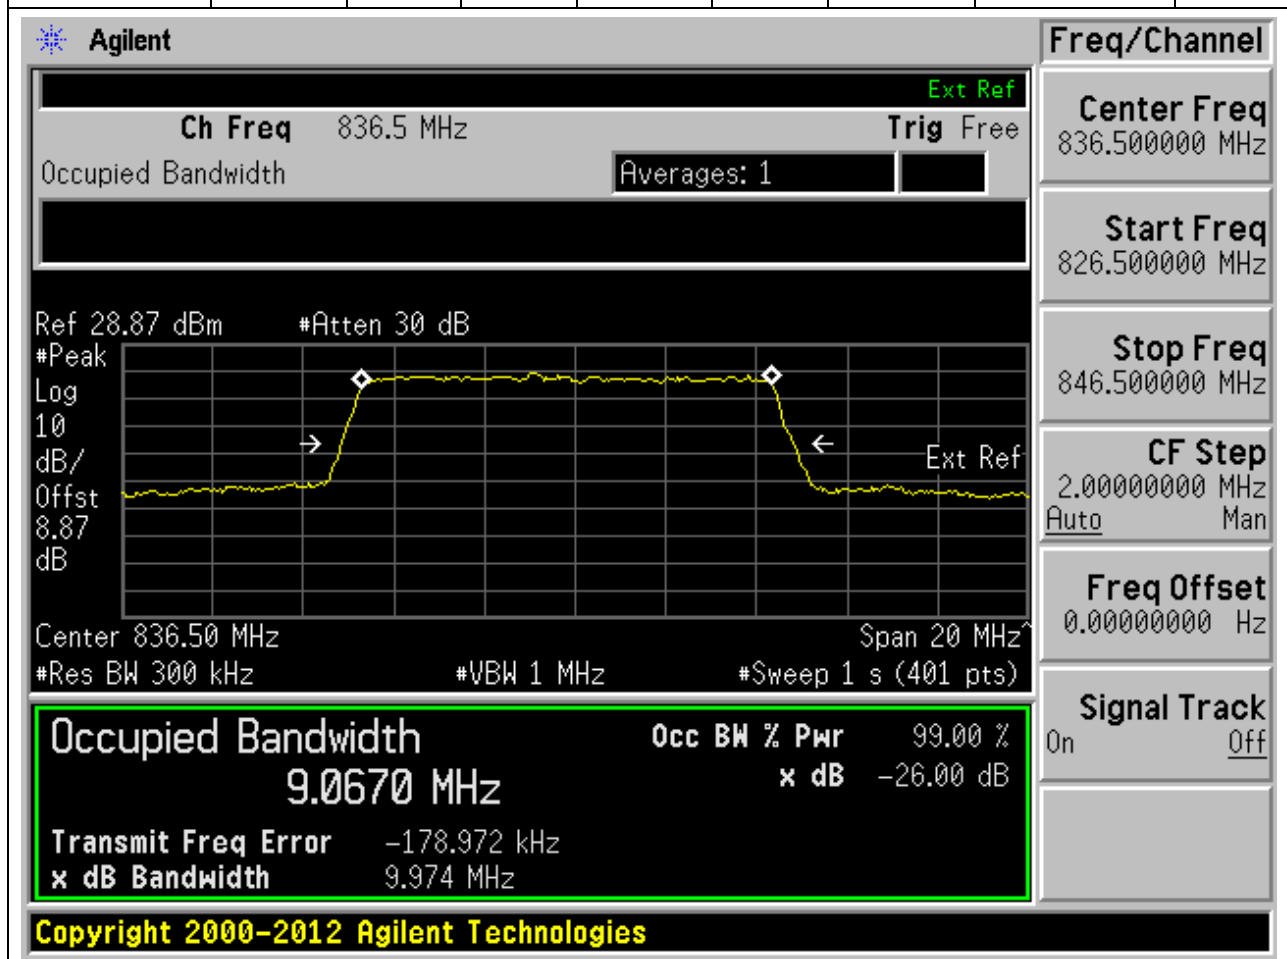 Agilent
Freq/Channel
Ext Ref
Ch Freq 836.5 MHz Trig Free
Occupied Bandwidth Averages: 1
Center Freq
836.500000 MHz
Start Freq
826.500000 MHz
Stop Freq
846.500000 MHz
CF Step
2.00000000 MHz
Auto Man
Freq Offset
0.00000000 Hz
Signal Track
On Off
Ref 28.87 dBm #Atten 30 dB
#Peak
Log
10
dB/
Offst
8.87
dB
Ext Ref
Center 836.50 MHz Span 20 MHz^
#Res BW 300 kHz #VBW 1 MHz #Sweep 1 s (401 pts)
Occupied Bandwidth Occ BW % Pwr 99.00 %
9.0670 MHz x dB -26.00 dB
Transmit Freq Error -178.972 kHz
x dB Bandwidth 9.974 MHz
Copyright 2000-2012 Agilent Technologies